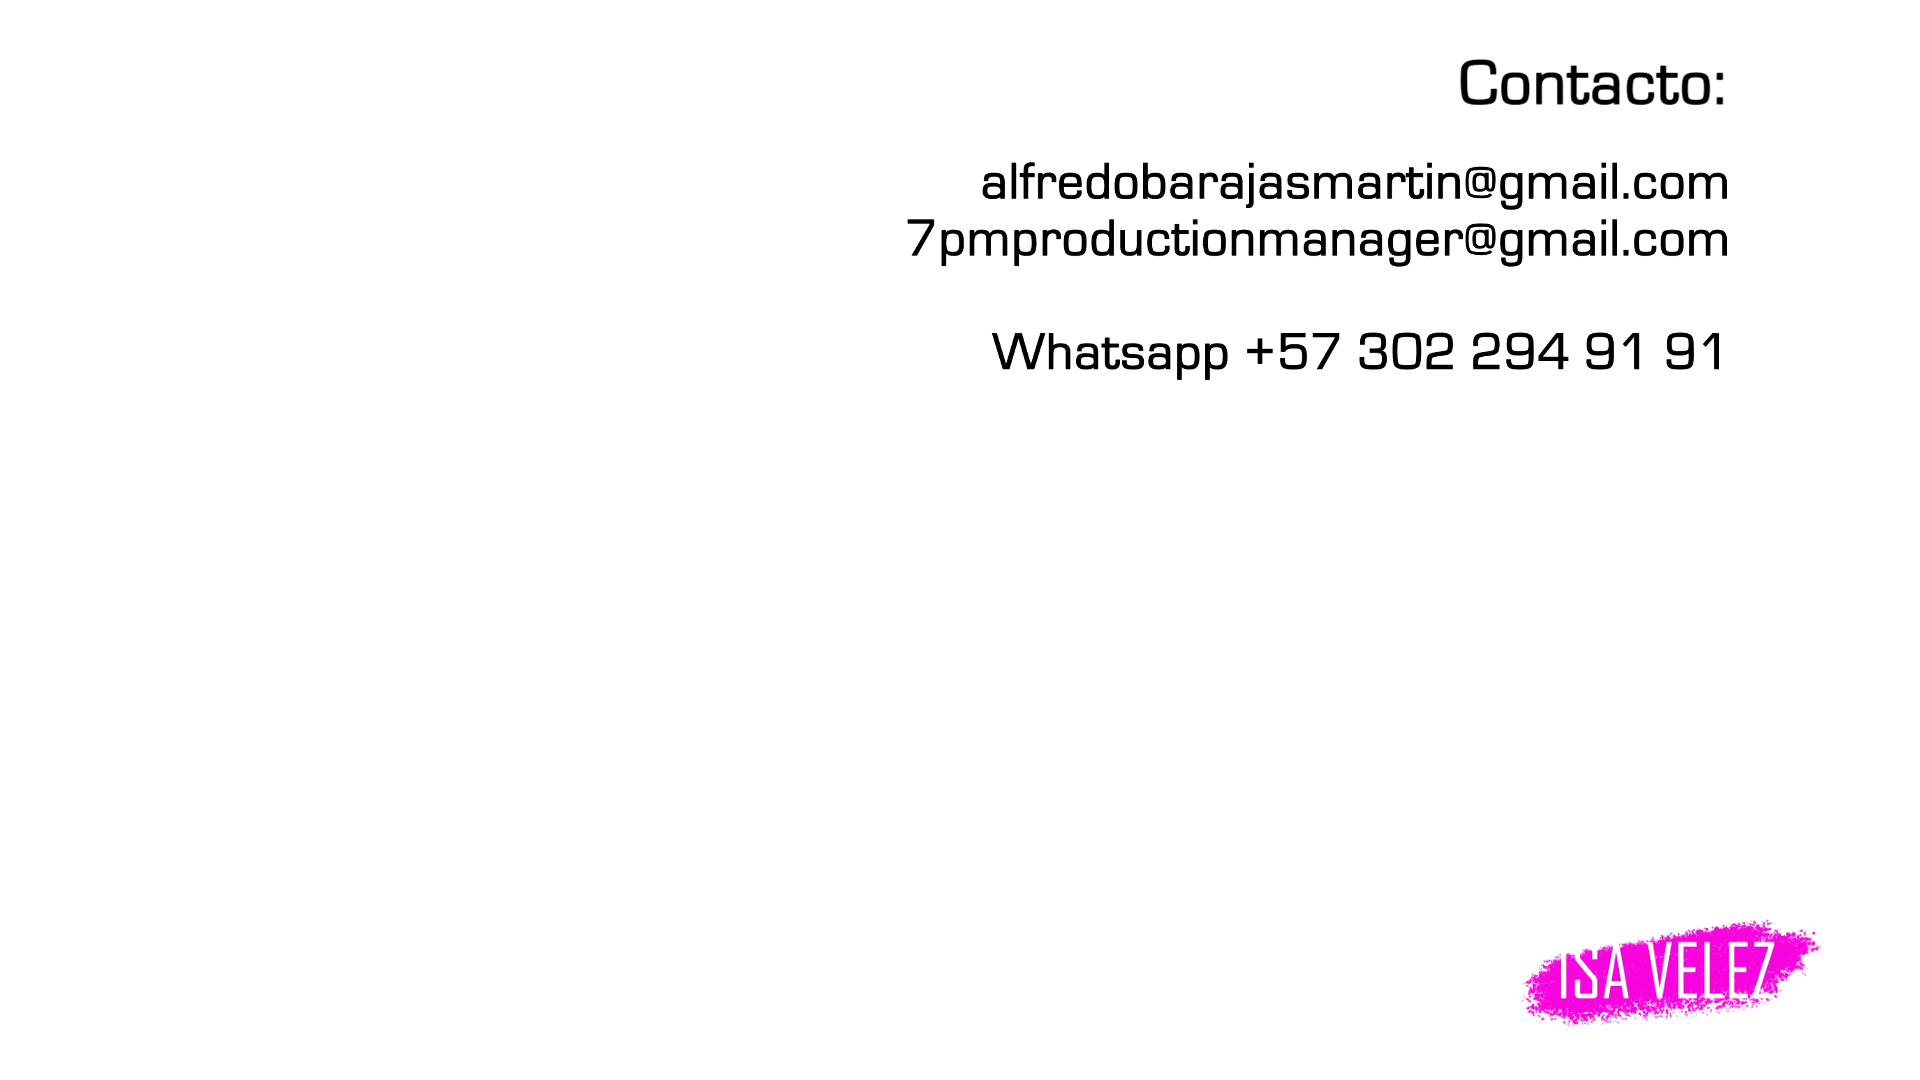 Contacto:
alfredobarajasmartin@gmail.com
7pmproductionmanager@gmail.com
Whatsapp +57 302 294 91 91
ISA VELEZ